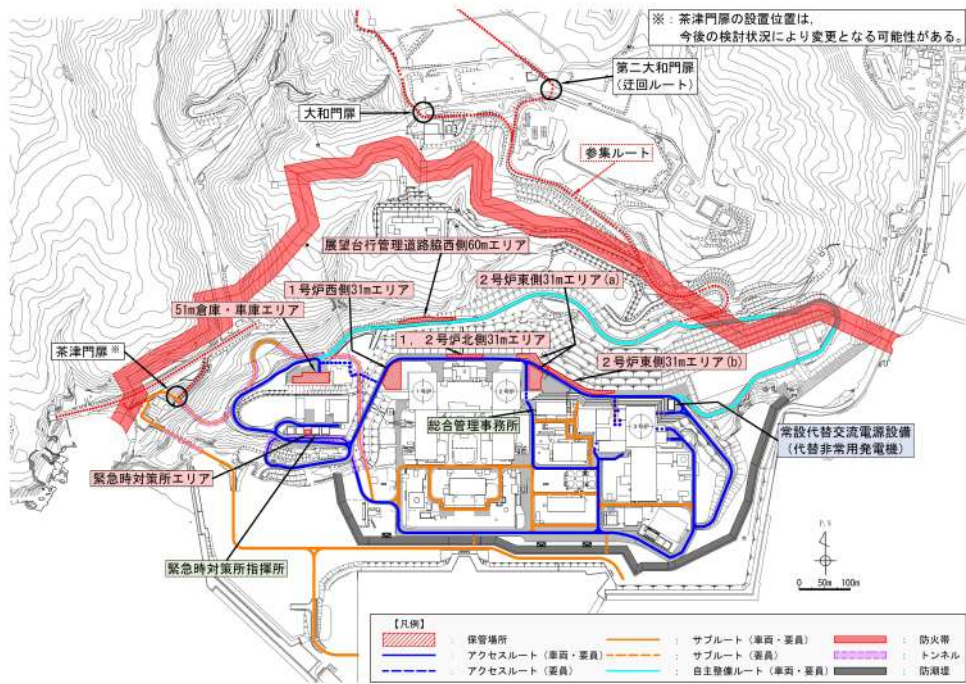 ※：茶津門扉の設置位置は，
今後の検討状況により変更となる可能性がある。
第二大和門扉
（迂回ルート）
大和門扉
参集ルート
展望台行管理道路脇西側60mエリア
１号炉西側31mエリア
２号炉東側31mエリア(a)
51m倉庫・車庫エリア
１，２号炉北側31mエリア
茶津門扉※
２号炉東側31mエリア(b)
１号炉
２号炉
３号炉
総合管理事務所
常設代替交流電源設備
（代替非常用発電機）
緊急時対策所エリア
緊急時対策所指揮所
P.N
0 50m 100m
【凡例】
： 保管場所
： サブルート（車両・要員）
： 防火帯
： アクセスルート（車両・要員）
： サブルート（要員）
： トンネル
： アクセスルート（要員）
： 自主整備ルート（車両・要員）
： 防潮堤